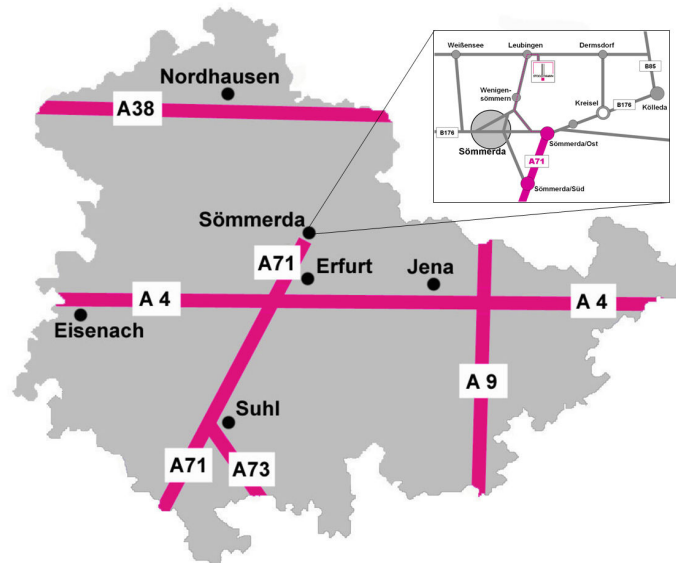 Weißensee
Leubingen
Dermsdorf
B85
Wenigen-
sömmern
Kreisel
B176
Kölleda
B176
Sömmerda
Sömmerda/Ost
A71
Sömmerda/Süd
Nordhausen
A38
Sömmerda
A71
Erfurt
Jena
A 4
A 4
Eisenach
A 9
Suhl
A71
A73